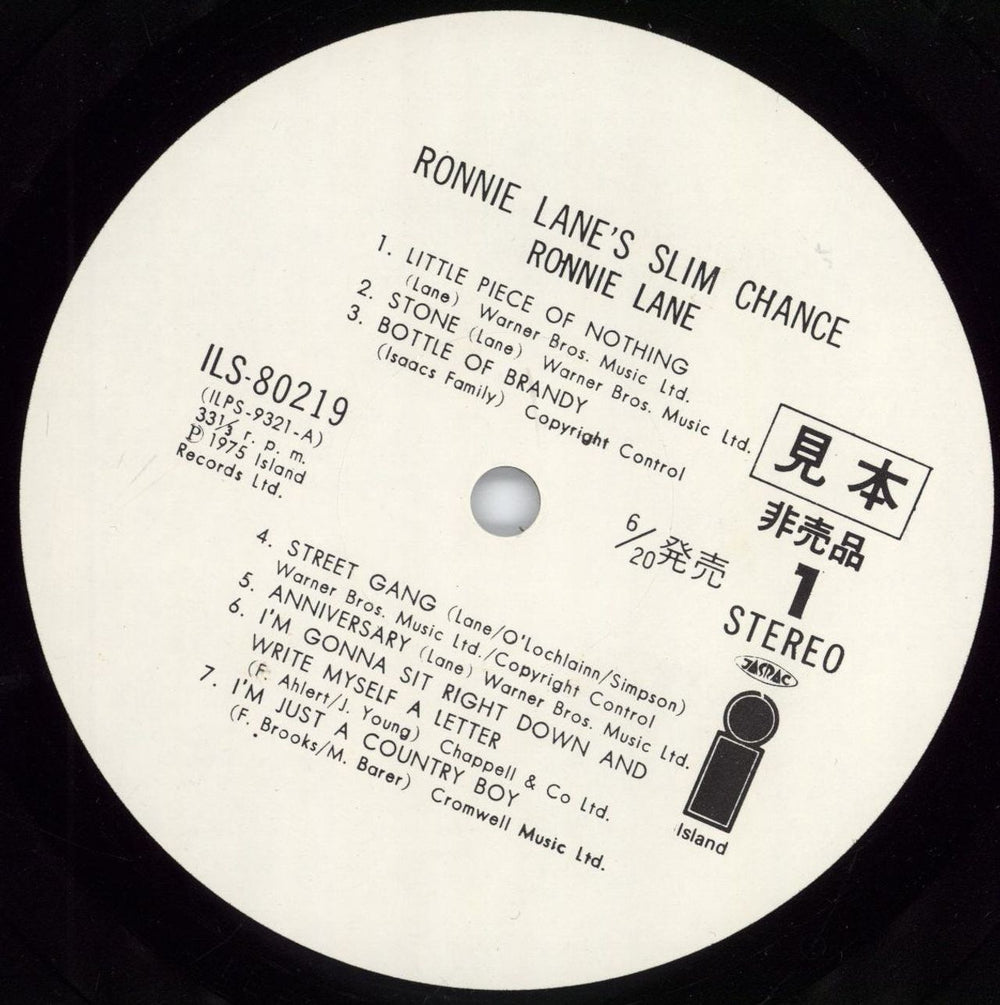 RONNIE LANE'S SLIM CHANCE
RONNIE LANE
1. LITTLE PIECE OF NOTHING
(Lane) Warner Bros. Music Ltd.
2. STONE (Lane) Warner Bros. Music Ltd.
3. BOTTLE OF BRANDY
(Isaacs Family) Copyright Control
ILS-80219
(ILPS-9321-A)
33⅓ r. p. m.
Ⓟ 1975 Island
Records Ltd.
見本
非売品
6/20発売
1
STEREO
JASRAC
4. STREET GANG (Lane/O'Lochlainn/Simpson)
Warner Bros. Music Ltd./Copyright Control
5. ANNIVERSARY (Lane) Warner Bros. Music Ltd.
6. I'M GONNA SIT RIGHT DOWN AND
WRITE MYSELF A LETTER
(F. Ahlert/J. Young) Chappell & Co Ltd.
7. I'M JUST A COUNTRY BOY
(F. Brooks/M. Barer) Cromwell Music Ltd.
Island